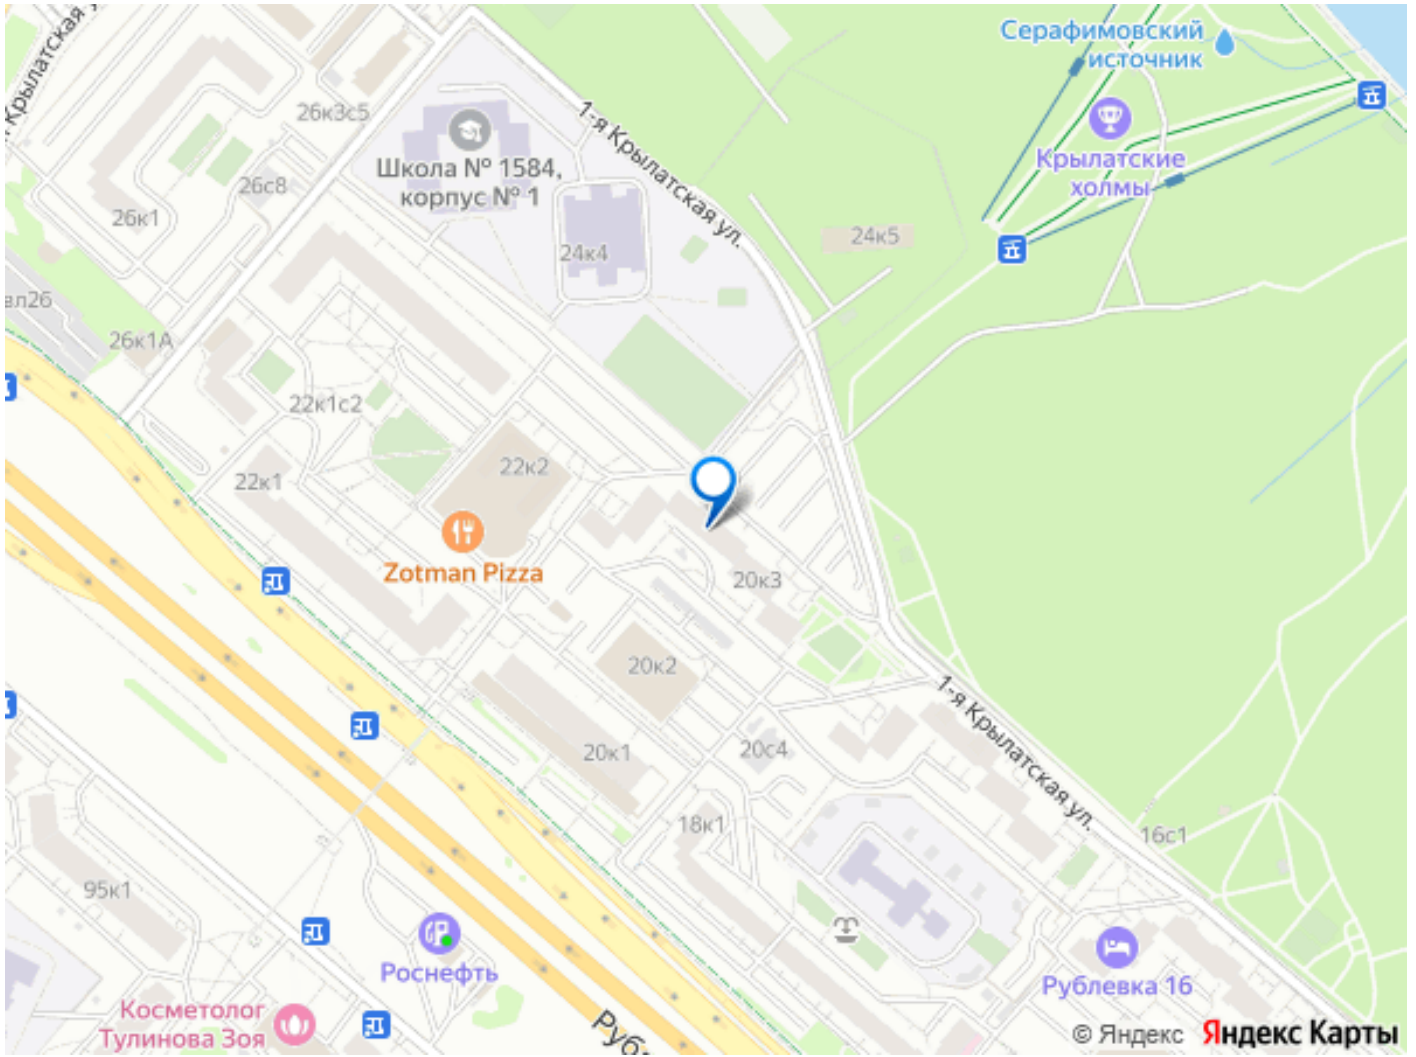 Крылатская
Серафимовский
источник
26к3с5
1-я Крылатская ул.
Крылатские
холмы
Школа № 1584,
корпус № 1
26с8
26к1
24к4
24к5
вл26
26к1А
22к1с2
22к2
22к1
Zotman Pizza
20к3
20к2
1-я Крылатская ул.
20к1
20с4
18к1
16с1
95к1
Роснефть
Рублевка 16
Косметолог
Тулинова Зоя
Рубл
© Яндекс Яндекс Карты